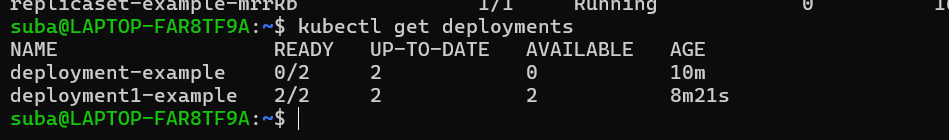 replicaset-example-mrrkb 1/1 Running 0
suba@LAPTOP-FAR8TF9A:~$ kubectl get deployments
NAME READY UP-TO-DATE AVAILABLE AGE
deployment-example 0/2 2 0 10m
deployment1-example 2/2 2 2 8m21s
suba@LAPTOP-FAR8TF9A:~$